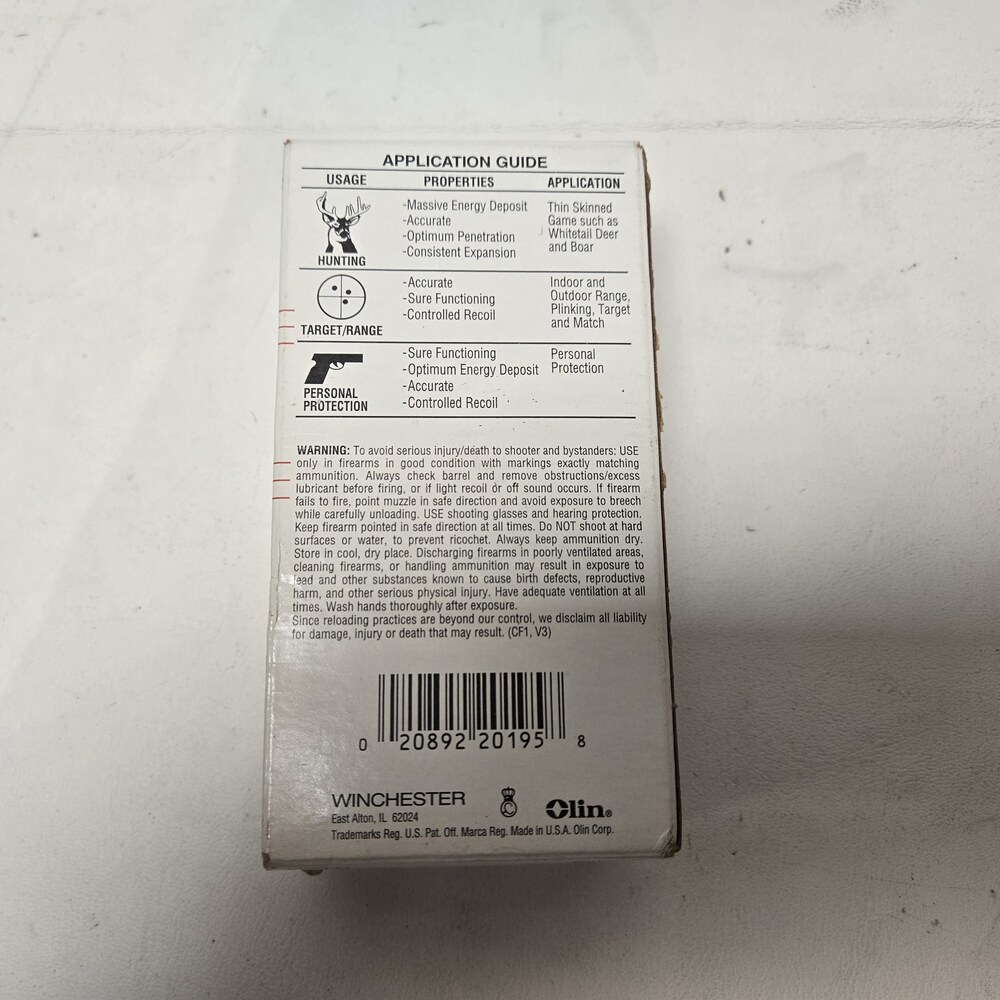 APPLICATION GUIDE
USAGE PROPERTIES APPLICATION
-Massive Energy Deposit
-Accurate
-Optimum Penetration
-Consistent Expansion
Thin Skinned
Game such as
Whitetail Deer
and Boar
HUNTING
-Accurate
-Sure Functioning
-Controlled Recoil
Indoor and
Outdoor Range,
Plinking, Target
and Match
TARGET/RANGE
-Sure Functioning
-Optimum Energy Deposit
-Accurate
-Controlled Recoil
Personal
Protection
PERSONAL
PROTECTION
WARNING: To avoid serious injury/death to shooter and bystanders: USE
only in firearms in good condition with markings exactly matching
ammunition. Always check barrel and remove obstructions/excess
lubricant before firing, or if light recoil or off sound occurs. If firearm
fails to fire, point muzzle in safe direction and avoid exposure to breech
while carefully unloading. USE shooting glasses and hearing protection.
Keep firearm pointed in safe direction at all times. Do NOT shoot at hard
surfaces or water, to prevent ricochet. Always keep ammunition dry.
Store in cool, dry place. Discharging firearms in poorly ventilated areas,
cleaning firearms, or handling ammunition may result in exposure to
lead and other substances known to cause birth defects, reproductive
harm, and other serious physical injury. Have adequate ventilation at all
times. Wash hands thoroughly after exposure.
Since reloading practices are beyond our control, we disclaim all liability
for damage, injury or death that may result. (CF1, V3)
0 20892 20195 8
WINCHESTER
East Alton, IL 62024
Olin®
Trademarks Reg. U.S. Pat. Off. Marca Reg. Made in U.S.A. Olin Corp.